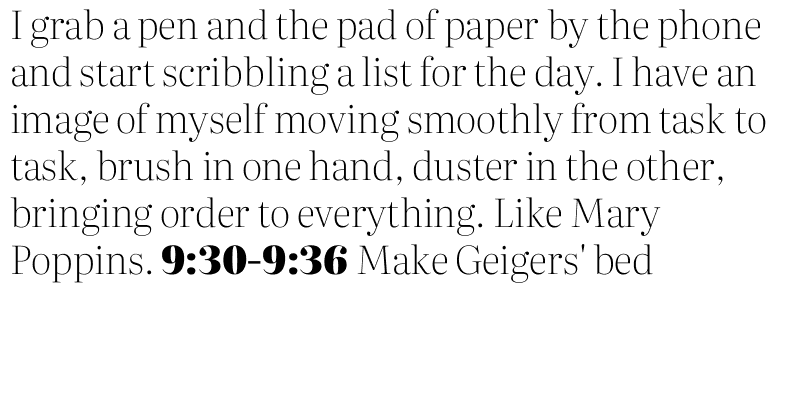 I grab a pen and the pad of paper by the phone
and start scribbling a list for the day. I have an
image of myself moving smoothly from task to
task, brush in one hand, duster in the other,
bringing order to everything. Like Mary
Poppins. 9:30-9:36 Make Geigers' bed